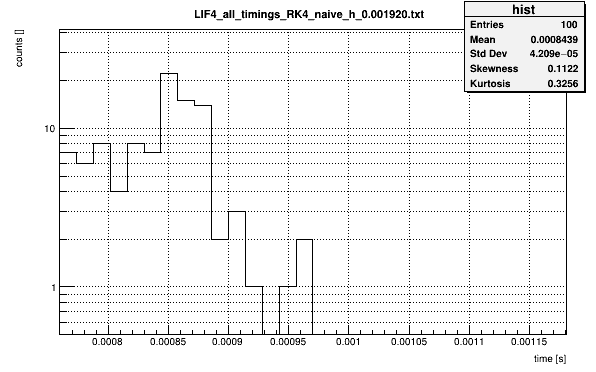 LIF4_all_timings_RK4_naive_h_0.001920.txt
hist
Entries 100
Mean 0.0008439
Std Dev 4.209e−05
Skewness 0.1122
Kurtosis 0.3256
counts []
10
1
0.0008 0.00085 0.0009 0.00095 0.001 0.00105 0.0011 0.00115
time [s]